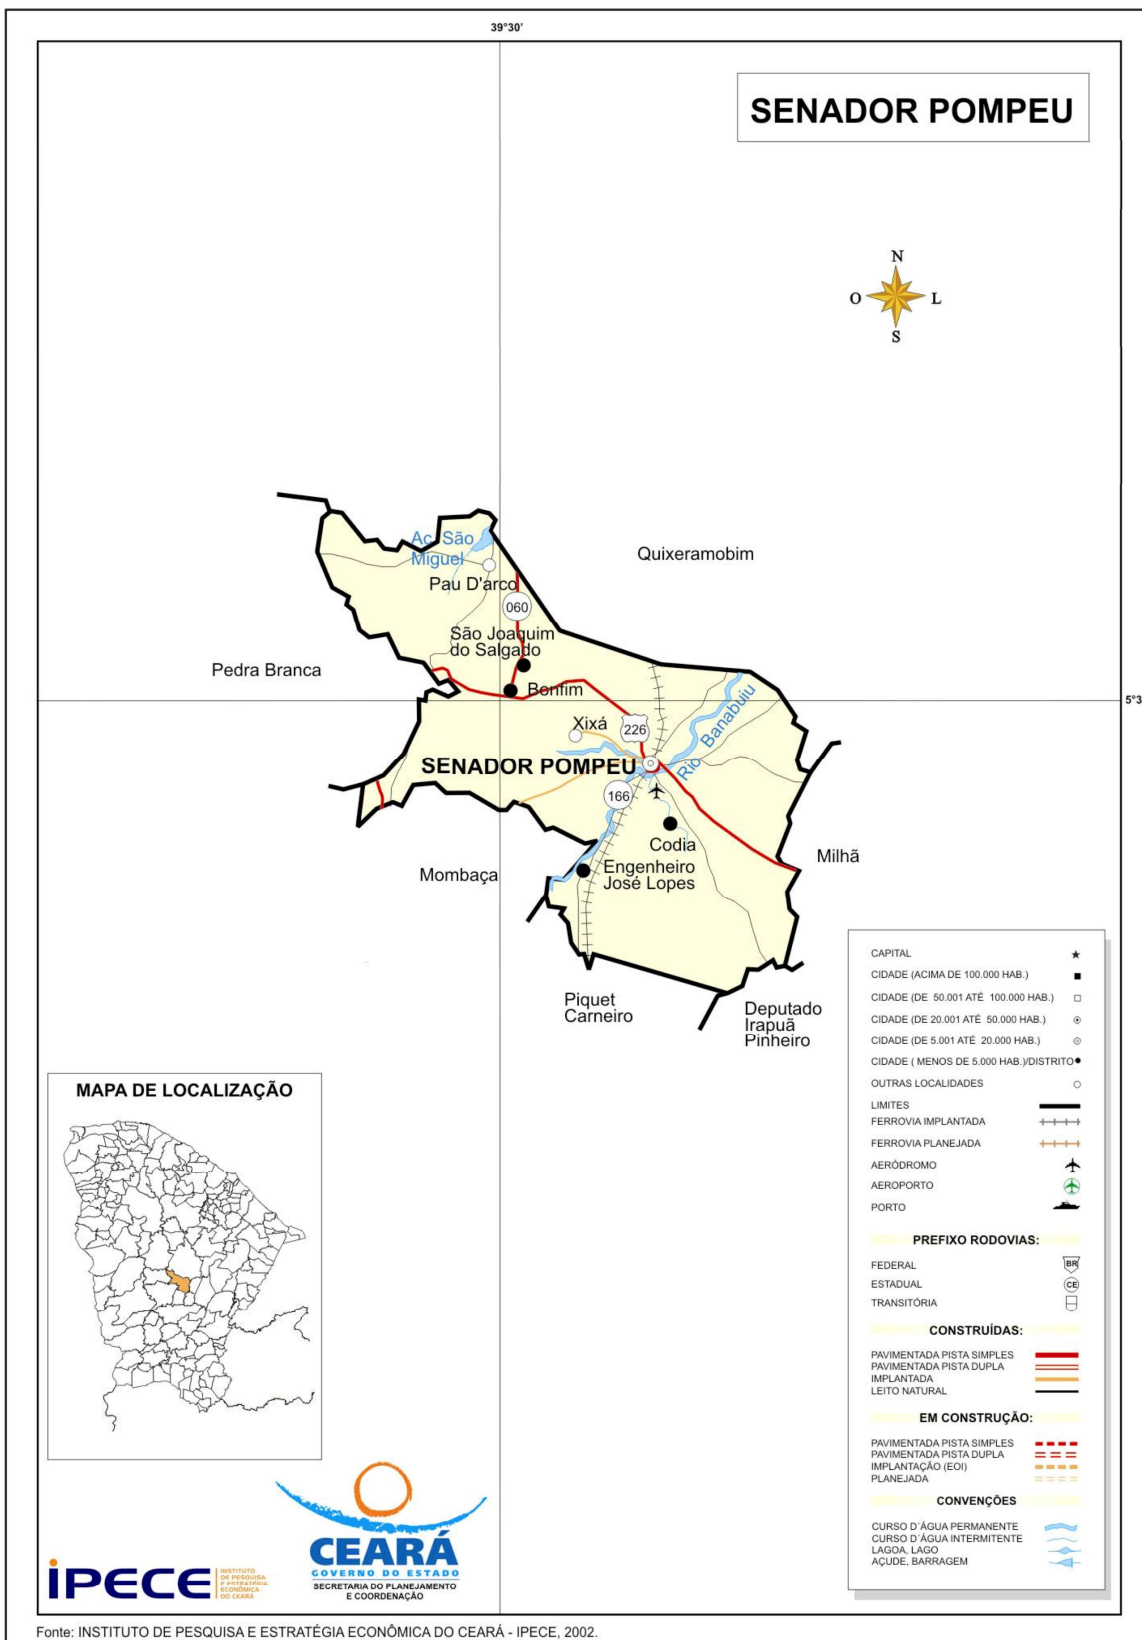 39°30'
SENADOR POMPEU
N
O
L
S
Ac. São
Miguel
Quixeramobim
Pau D'arco
060
São Joaquim
do Salgado
Pedra Branca
Bonfim
5°3
Xixá
226
Rio Banabuiu
SENADOR POMPEU
166
Codia
Milhã
Engenheiro
José Lopes
Mombaça
Piquet
Carneiro
Deputado
Irapuã
Pinheiro
CAPITAL
CIDADE (ACIMA DE 100.000 HAB.)
CIDADE (DE 50.001 ATÉ 100.000 HAB.)
CIDADE (DE 20.001 ATÉ 50.000 HAB.)
CIDADE (DE 5.001 ATÉ 20.000 HAB.)
CIDADE ( MENOS DE 5.000 HAB.)/DISTRITO
OUTRAS LOCALIDADES
LIMITES
FERROVIA IMPLANTADA
FERROVIA PLANEJADA
AERÓDROMO
AEROPORTO
PORTO
PREFIXO RODOVIAS:
FEDERAL BR
ESTADUAL CE
TRANSITÓRIA
CONSTRUÍDAS:
PAVIMENTADA PISTA SIMPLES
PAVIMENTADA PISTA DUPLA
IMPLANTADA
LEITO NATURAL
EM CONSTRUÇÃO:
PAVIMENTADA PISTA SIMPLES
PAVIMENTADA PISTA DUPLA
IMPLANTAÇÃO (EOI)
PLANEJADA
CONVENÇÕES
CURSO D´ÁGUA PERMANENTE
CURSO D´ÁGUA INTERMITENTE
LAGOA, LAGO
AÇUDE, BARRAGEM
MAPA DE LOCALIZAÇÃO
iPECE
INSTITUTO
DE PESQUISA
E ESTRATÉGIA
ECONÔMICA
DO CEARÁ
CEARÁ
GOVERNO DO ESTADO
SECRETARIA DO PLANEJAMENTO
E COORDENAÇÃO
Fonte: INSTITUTO DE PESQUISA E ESTRATÉGIA ECONÔMICA DO CEARÁ - IPECE, 2002.